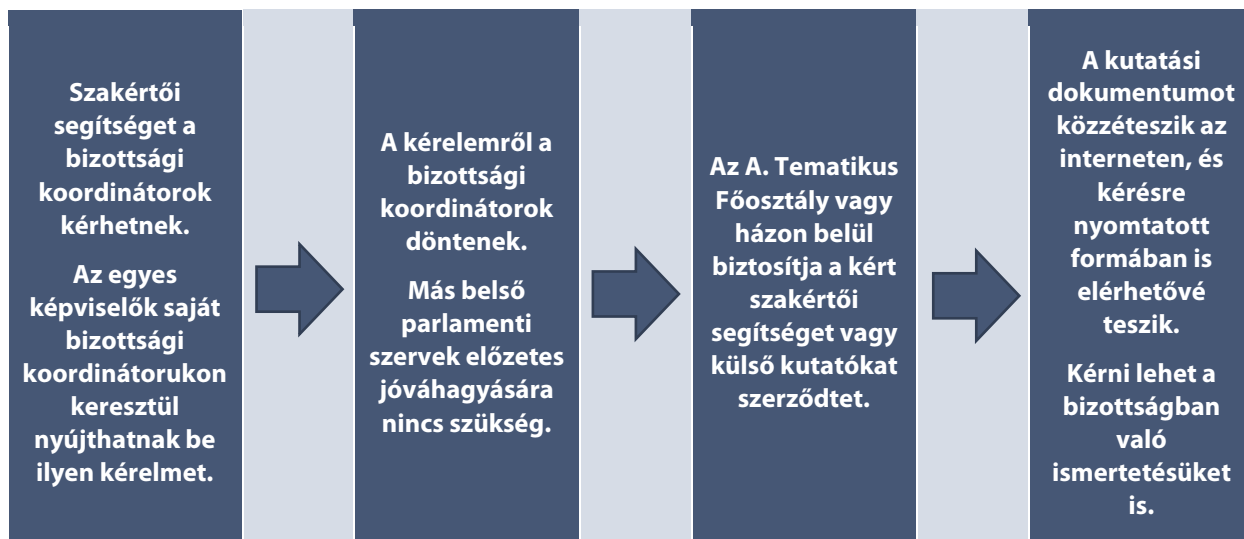 Szakértői
segítséget a
bizottsági
koordinátorok
kérhetnek.
Az egyes
képviselők saját
bizottsági
koordinátorukon
keresztül
nyújthatnak be
ilyen kérelmet.
A kérelemről a
bizottsági
koordinátorok
döntenek.
Más belső
parlamenti
szervek előzetes
jóváhagyására
nincs szükség.
Az A. Tematikus
Főosztály vagy
házon belül
biztosítja a kért
szakértői
segítséget vagy
külső kutatókat
szerződtet.
A kutatási
dokumentumot
közzéteszik az
interneten, és
kérésre
nyomtatott
formában is
elérhetővé
teszik.
Kérni lehet a
bizottságban
való
ismertetésüket
is.